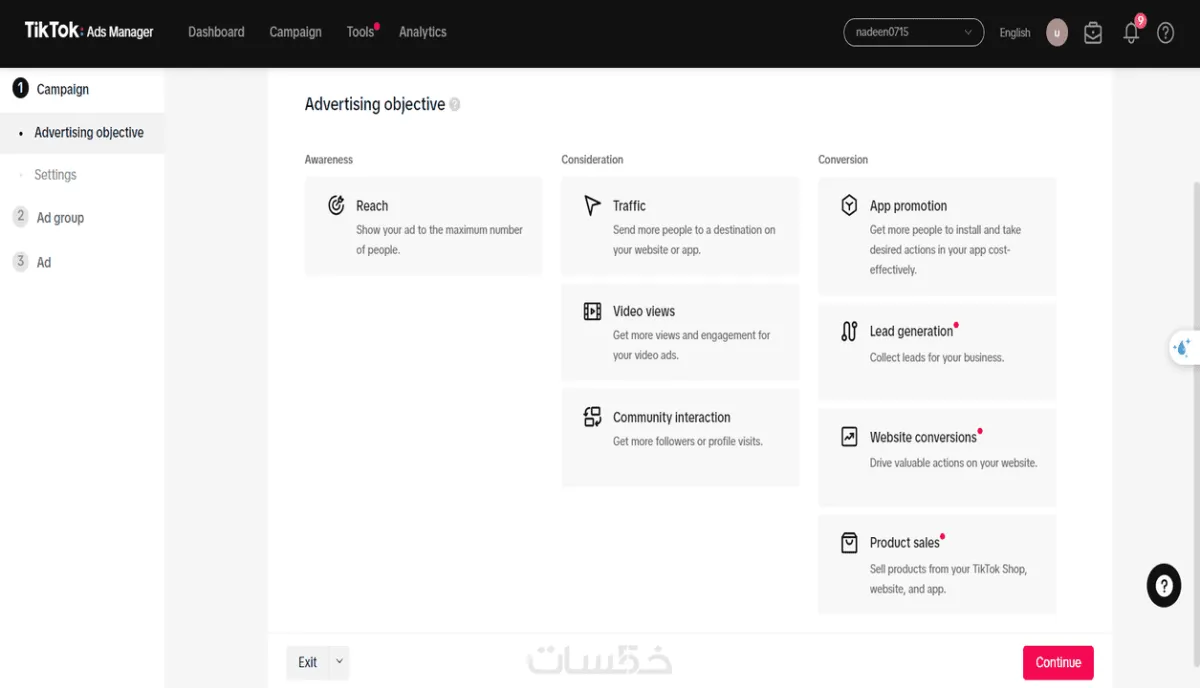 TikTok: Ads Manager
Dashboard
Campaign
Tools
Analytics
nadeen0715
English
u
9
?
1 Campaign
• Advertising objective
Settings
2 Ad group
3 Ad
Advertising objective ?
Awareness
Reach
Show your ad to the maximum number
of people.
Consideration
Traffic
Send more people to a destination on
your website or app.
Video views
Get more views and engagement for
your video ads.
Community interaction
Get more followers or profile visits.
Conversion
App promotion
Get more people to install and take
desired actions in your app cost-
effectively.
Lead generation
Collect leads for your business.
Website conversions
Drive valuable actions on your website.
Product sales
Sell products from your TikTok Shop,
website, and app.
?
Exit
خمسات
Continue